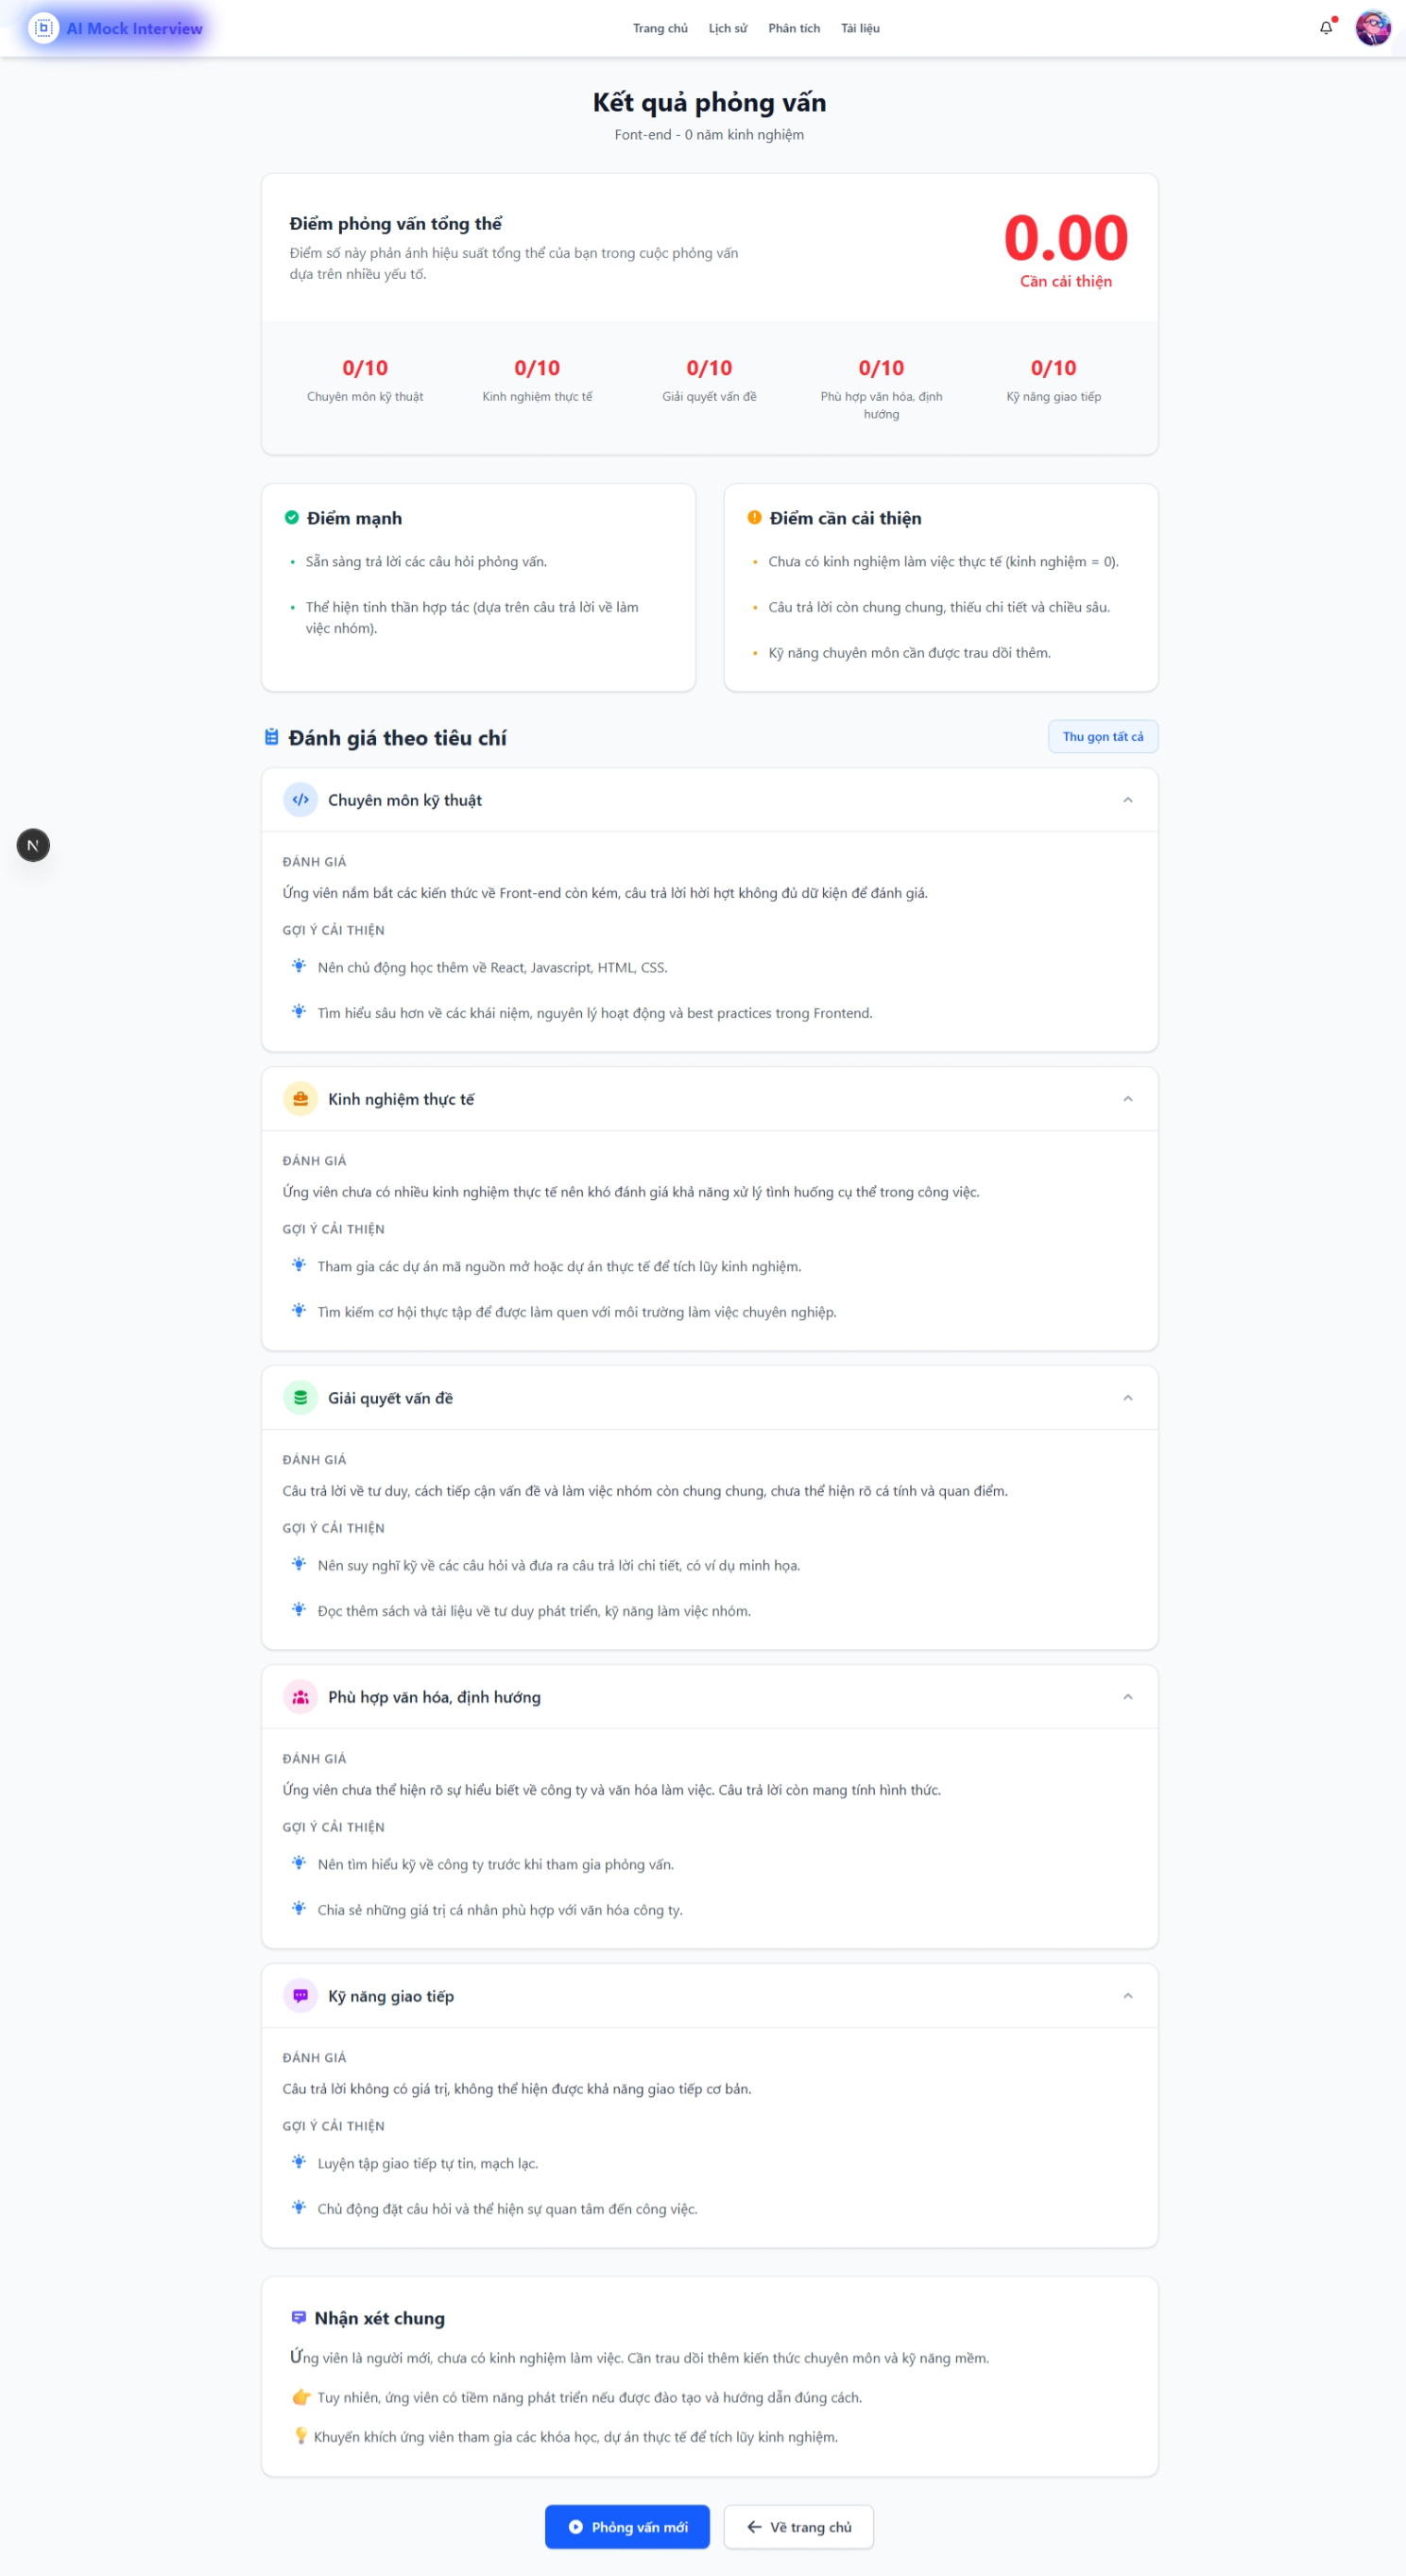 AI Mock Interview
Trang chủ
Lịch sử
Phân tích
Tài liệu
Kết quả phỏng vấn
Font-end - 0 năm kinh nghiệm
Điểm phỏng vấn tổng thể
Điểm số này phản ánh hiệu suất tổng thể của bạn trong cuộc phỏng vấn
dựa trên nhiều yếu tố.
0.00
Cần cải thiện
0/10
Chuyên môn kỹ thuật
0/10
Kinh nghiệm thực tế
0/10
Giải quyết vấn đề
0/10
Phù hợp văn hóa, định
hướng
0/10
Kỹ năng giao tiếp
Điểm mạnh
• Sẵn sàng trả lời các câu hỏi phỏng vấn.
• Thể hiện tinh thần hợp tác (dựa trên câu trả lời về làm
việc nhóm).
Điểm cần cải thiện
• Chưa có kinh nghiệm làm việc thực tế (kinh nghiệm = 0).
• Câu trả lời còn chung chung, thiếu chi tiết và chiều sâu.
• Kỹ năng chuyên môn cần được trau dồi thêm.
Đánh giá theo tiêu chí
Thu gọn tất cả
Chuyên môn kỹ thuật
ĐÁNH GIÁ
Ứng viên nắm bắt các kiến thức về Front-end còn kém, câu trả lời hời hợt không đủ dữ kiện để đánh giá.
GỢI Ý CẢI THIỆN
Nên chủ động học thêm về React, Javascript, HTML, CSS.
Tìm hiểu sâu hơn về các khái niệm, nguyên lý hoạt động và best practices trong Frontend.
N
Kinh nghiệm thực tế
ĐÁNH GIÁ
Ứng viên chưa có nhiều kinh nghiệm thực tế nên khó đánh giá khả năng xử lý tình huống cụ thể trong công việc.
GỢI Ý CẢI THIỆN
Tham gia các dự án mã nguồn mở hoặc dự án thực tế để tích lũy kinh nghiệm.
Tìm kiếm cơ hội thực tập để được làm quen với môi trường làm việc chuyên nghiệp.
Giải quyết vấn đề
ĐÁNH GIÁ
Câu trả lời về tư duy, cách tiếp cận vấn đề và làm việc nhóm còn chung chung, chưa thể hiện rõ cá tính và quan điểm.
GỢI Ý CẢI THIỆN
Nên suy nghĩ kỹ về các câu hỏi và đưa ra câu trả lời chi tiết, có ví dụ minh họa.
Đọc thêm sách và tài liệu về tư duy phát triển, kỹ năng làm việc nhóm.
Phù hợp văn hóa, định hướng
ĐÁNH GIÁ
Ứng viên chưa thể hiện rõ sự hiểu biết về công ty và văn hóa làm việc. Câu trả lời còn mang tính hình thức.
GỢI Ý CẢI THIỆN
Nên tìm hiểu kỹ về công ty trước khi tham gia phỏng vấn.
Chia sẻ những giá trị cá nhân phù hợp với văn hóa công ty.
Kỹ năng giao tiếp
ĐÁNH GIÁ
Câu trả lời không có giá trị, không thể hiện được khả năng giao tiếp cơ bản.
GỢI Ý CẢI THIỆN
Luyện tập giao tiếp tự tin, mạch lạc.
Chủ động đặt câu hỏi và thể hiện sự quan tâm đến công việc.
Nhận xét chung
Ứng viên là người mới, chưa có kinh nghiệm làm việc. Cần trau dồi thêm kiến thức chuyên môn và kỹ năng mềm.
👉 Tuy nhiên, ứng viên có tiềm năng phát triển nếu được đào tạo và hướng dẫn đúng cách.
💡 Khuyến khích ứng viên tham gia các khóa học, dự án thực tế để tích lũy kinh nghiệm.
Phỏng vấn mới
Về trang chủ